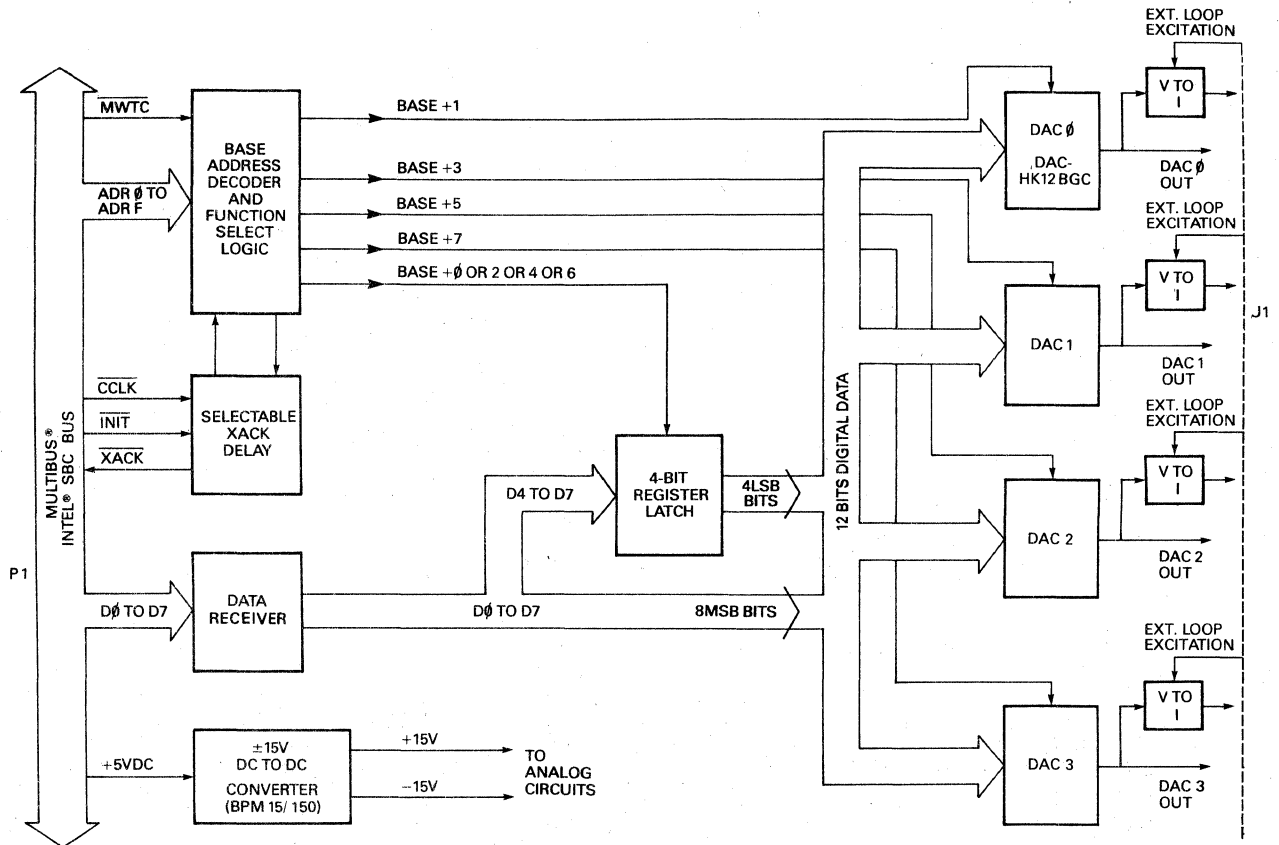 EXT. LOOP
EXCITATION
MWTC
BASE +1
V TO
I
BASE
ADDRESS
DECODER
AND
FUNCTION
SELECT
LOGIC
DAC Ø
DAC-
HK12 BGC
BASE +3
DAC Ø
OUT
ADR Ø TO
ADR F
BASE +5
EXT. LOOP
EXCITATION
BASE +7
BASE +Ø OR 2 OR 4 OR 6
V TO
I
J1
DAC 1
DAC 1
OUT
CCLK
INIT
XACK
SELECTABLE
XACK
DELAY
MULTIBUS®
INTEL® SBC BUS
EXT. LOOP
EXCITATION
12 BITS DIGITAL DATA
V TO
I
D4 TO D7
4-BIT
REGISTER
LATCH
4LSB
BITS
DAC 2
DAC 2
OUT
P1
DØ TO D7
DATA
RECEIVER
DØ TO D7
8MSB BITS
EXT. LOOP
EXCITATION
V TO
I
DAC 3
DAC 3
OUT
+5VDC
±15V
DC TO DC
CONVERTER
(BPM 15/150)
+15V
-15V
TO
ANALOG
CIRCUITS